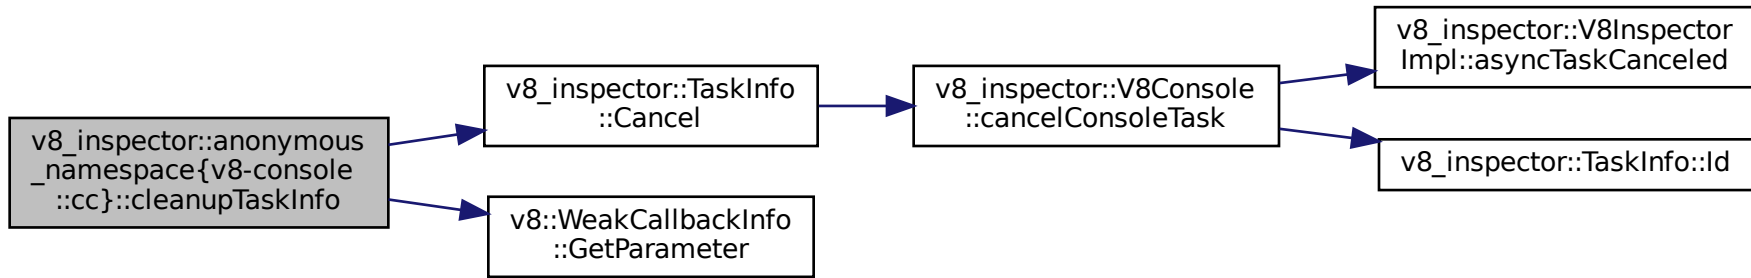 v8_inspector::anonymous
_namespace{v8-console
::cc}::cleanupTaskInfo
v8_inspector::TaskInfo
::Cancel
v8::WeakCallbackInfo
::GetParameter
v8_inspector::V8Console
::cancelConsoleTask
v8_inspector::V8Inspector
Impl::asyncTaskCanceled
v8_inspector::TaskInfo::Id